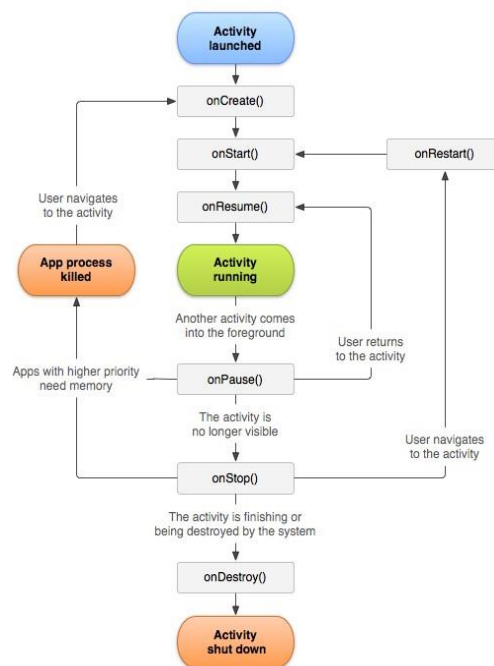 Activity
launched
onCreate()
onStart()
onRestart()
User navigates
to the activity
onResume()
App process
killed
Activity
running
Another activity comes
into the foreground
User returns
to the activity
Apps with higher priority
need memory
onPause()
The activity is
no longer visible
User navigates
to the activity
onStop()
The activity is finishing or
being destroyed by the system
onDestroy()
Activity
shut down